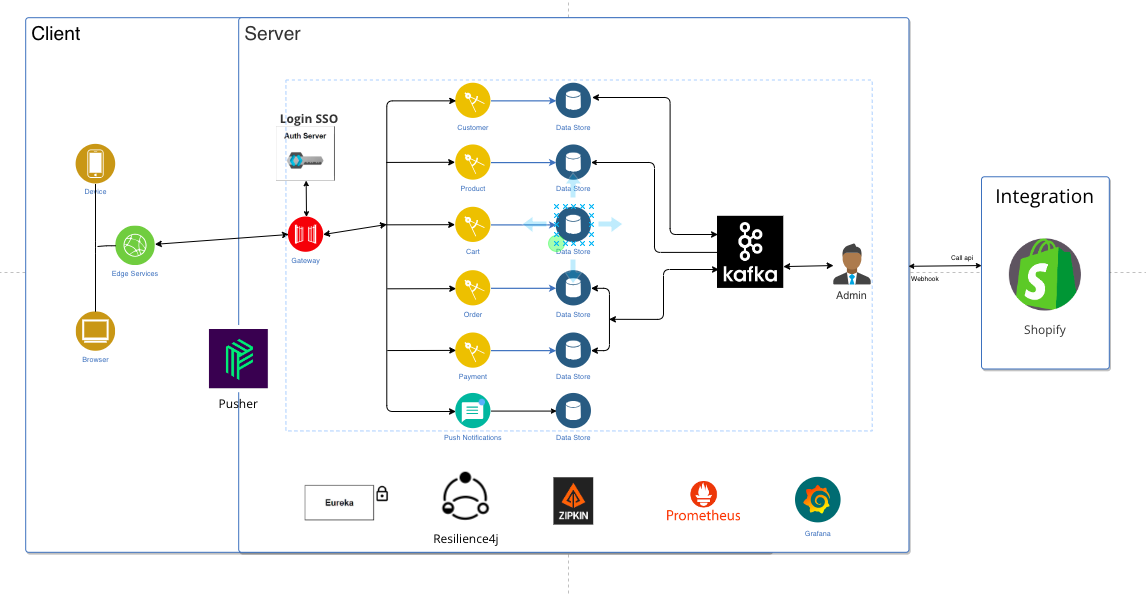 Client
Server
Login SSO
Auth Server
Device
Edge Services
Browser
Gateway
Pusher
Customer
Data Store
Product
Data Store
Cart
Data Store
Order
Data Store
Payment
Data Store
Push Notifications
Data Store
kafka
Admin
Call api
Webhook
Integration
S
Shopify
Eureka
Resilience4j
ZIPKIN
Prometheus
Grafana